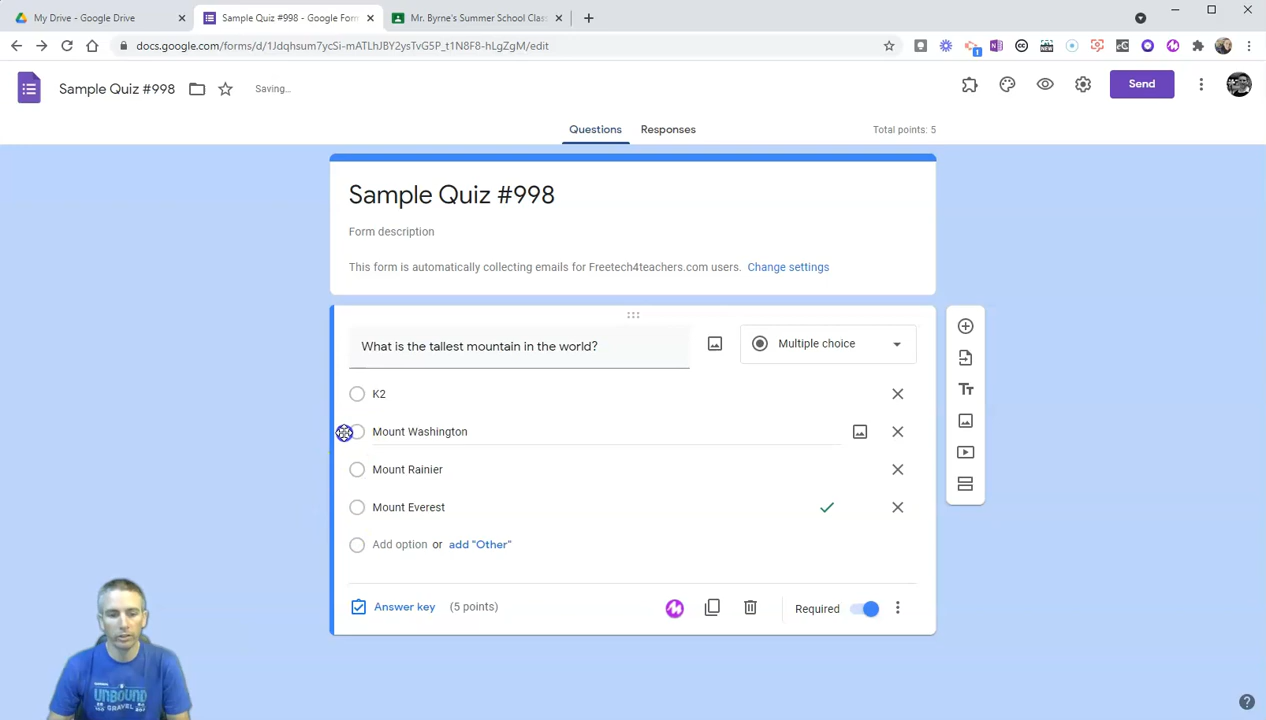 My Drive - Google Drive
Sample Quiz #998 - Google Form
Mr. Byrne's Summer School Class
docs.google.com/forms/d/1Jdqhsum7ycSi-mATLhJBY2ysTvG5P_t1N8F8-hLgZgM/edit
Sample Quiz #998
Saving...
Send
Questions
Responses
Total points: 5
Sample Quiz #998
Form description
This form is automatically collecting emails for Freetech4teachers.com users. Change settings
What is the tallest mountain in the world?
Multiple choice
K2
Mount Washington
Mount Rainier
Mount Everest
Add option or add "Other"
Answer key (5 points)
Required
UNBOUND
GRAVEL